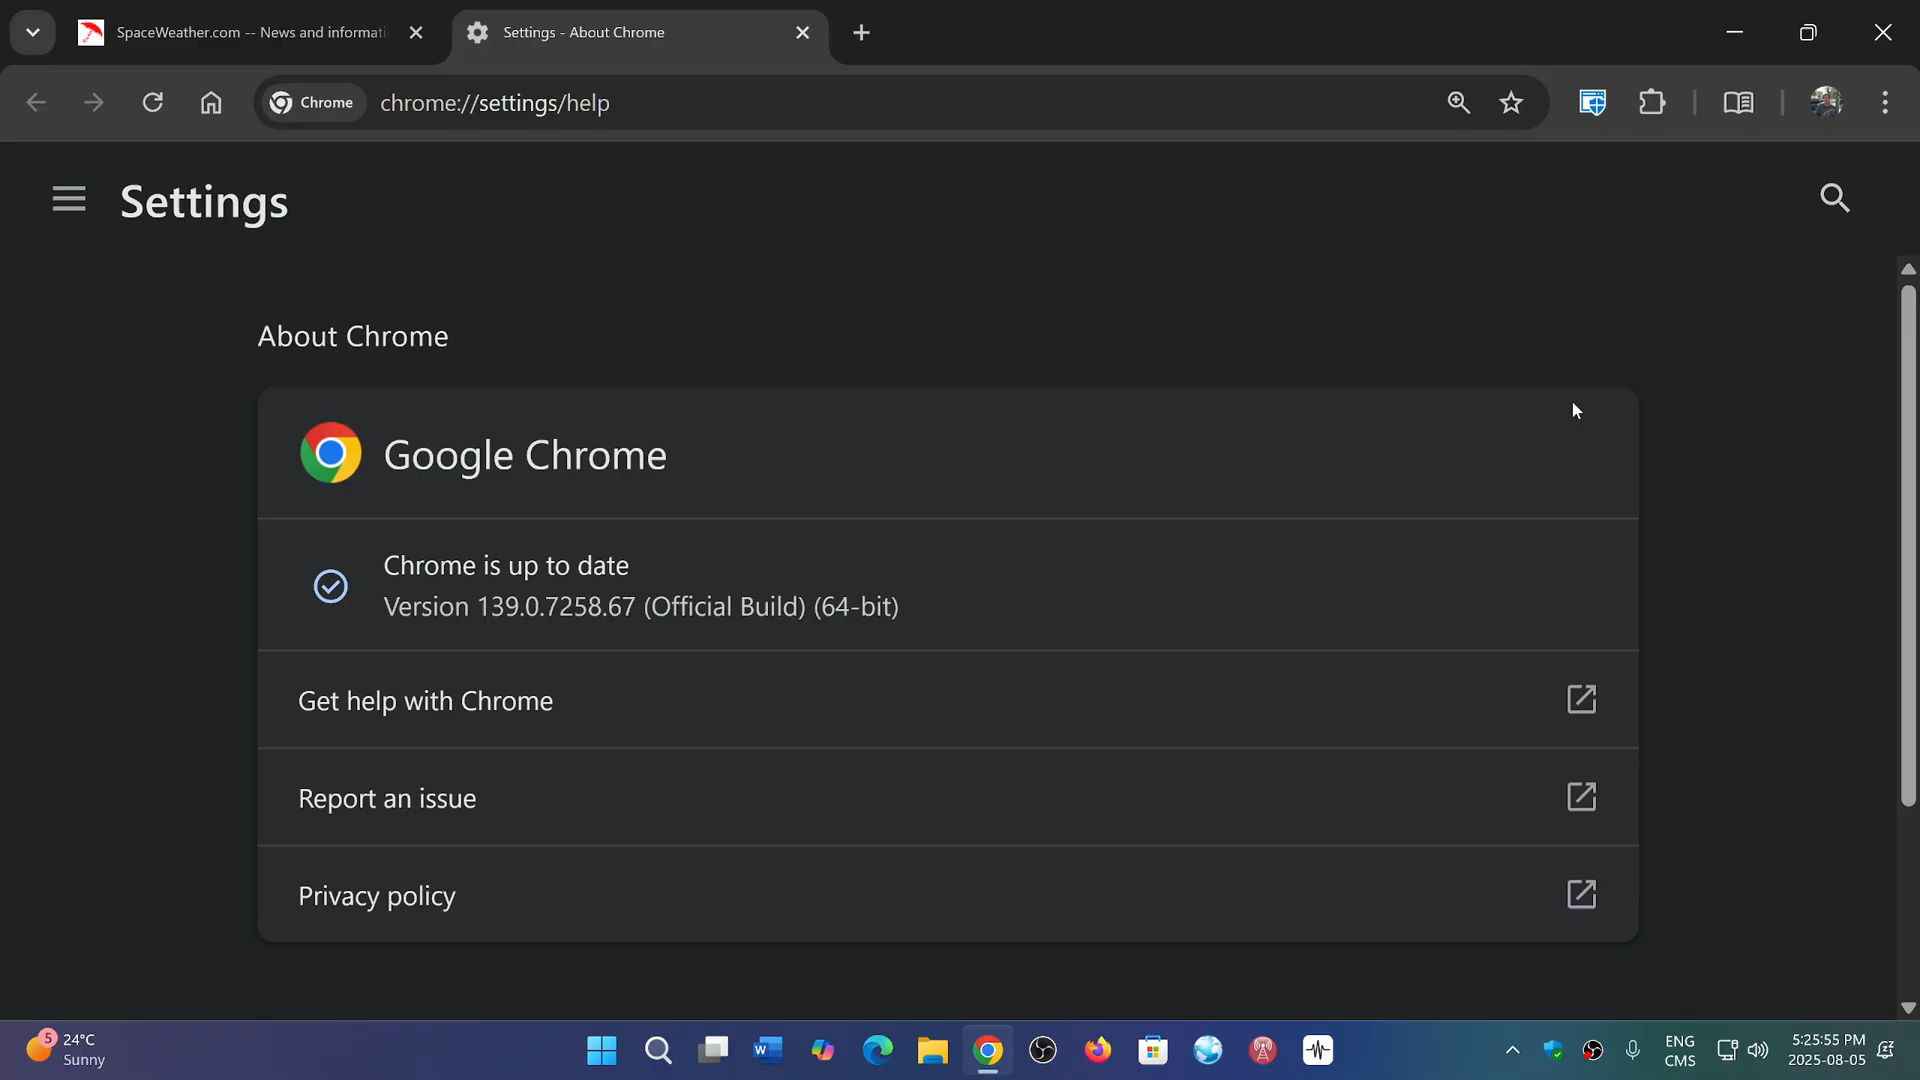 SpaceWeather.com -- News and informati
Settings - About Chrome
Chrome
chrome://settings/help
Settings
About Chrome
Google Chrome
Chrome is up to date
Version 139.0.7258.67 (Official Build) (64-bit)
Get help with Chrome
Report an issue
Privacy policy
5
24°C
Sunny
ENG
CMS
5:25:55 PM
2025-08-05